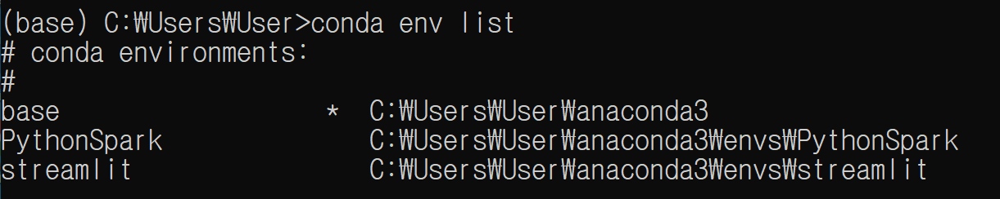 (base) C:₩Users₩User>conda env list
# conda environments:
#
base                  *  C:₩Users₩User₩anaconda3
PythonSpark              C:₩Users₩User₩anaconda3₩envs₩PythonSpark
streamlit                C:₩Users₩User₩anaconda3₩envs₩streamlit